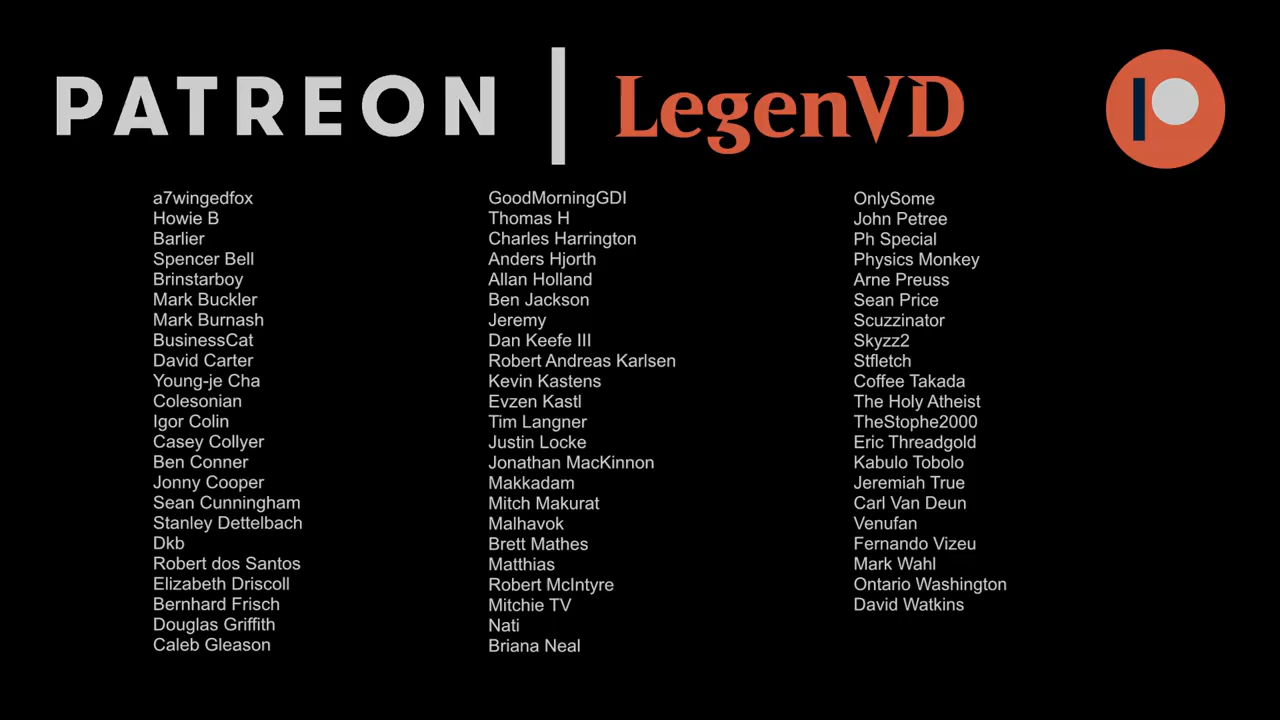 PATREON | LegenVD
a7wingedfox
Howie B
Barlier
Spencer Bell
Brinstarboy
Mark Buckler
Mark Burnash
BusinessCat
David Carter
Young-je Cha
Colesonian
Igor Colin
Casey Collyer
Ben Conner
Jonny Cooper
Sean Cunningham
Stanley Dettelbach
Dkb
Robert dos Santos
Elizabeth Driscoll
Bernhard Frisch
Douglas Griffith
Caleb Gleason
GoodMorningGDI
Thomas H
Charles Harrington
Anders Hjorth
Allan Holland
Ben Jackson
Jeremy
Dan Keefe III
Robert Andreas Karlsen
Kevin Kastens
Evzen Kastl
Tim Langner
Justin Locke
Jonathan MacKinnon
Makkadam
Mitch Makurat
Malhavok
Brett Mathes
Matthias
Robert McIntyre
Mitchie TV
Nati
Briana Neal
OnlySome
John Petree
Ph Special
Physics Monkey
Arne Preuss
Sean Price
Scuzzinator
Skyzz2
Stfletch
Coffee Takada
The Holy Atheist
TheStophe2000
Eric Threadgold
Kabulo Tobolo
Jeremiah True
Carl Van Deun
Venufan
Fernando Vizeu
Mark Wahl
Ontario Washington
David Watkins